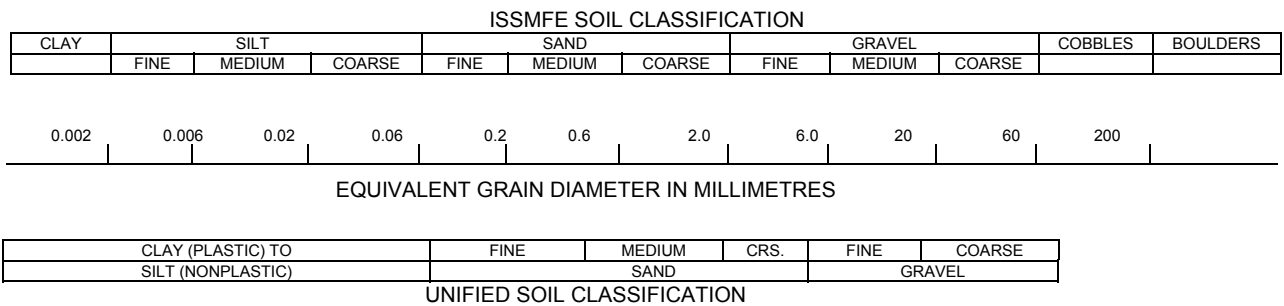 ISSMFE SOIL CLASSIFICATION
CLAY SILT SAND GRAVEL COBBLES BOULDERS
FINE MEDIUM COARSE FINE MEDIUM COARSE FINE MEDIUM COARSE
0.002 0.006 0.02 0.06 0.2 0.6 2.0 6.0 20 60 200
EQUIVALENT GRAIN DIAMETER IN MILLIMETRES
CLAY (PLASTIC) TO FINE MEDIUM CRS. FINE COARSE
SILT (NONPLASTIC) SAND GRAVEL
UNIFIED SOIL CLASSIFICATION